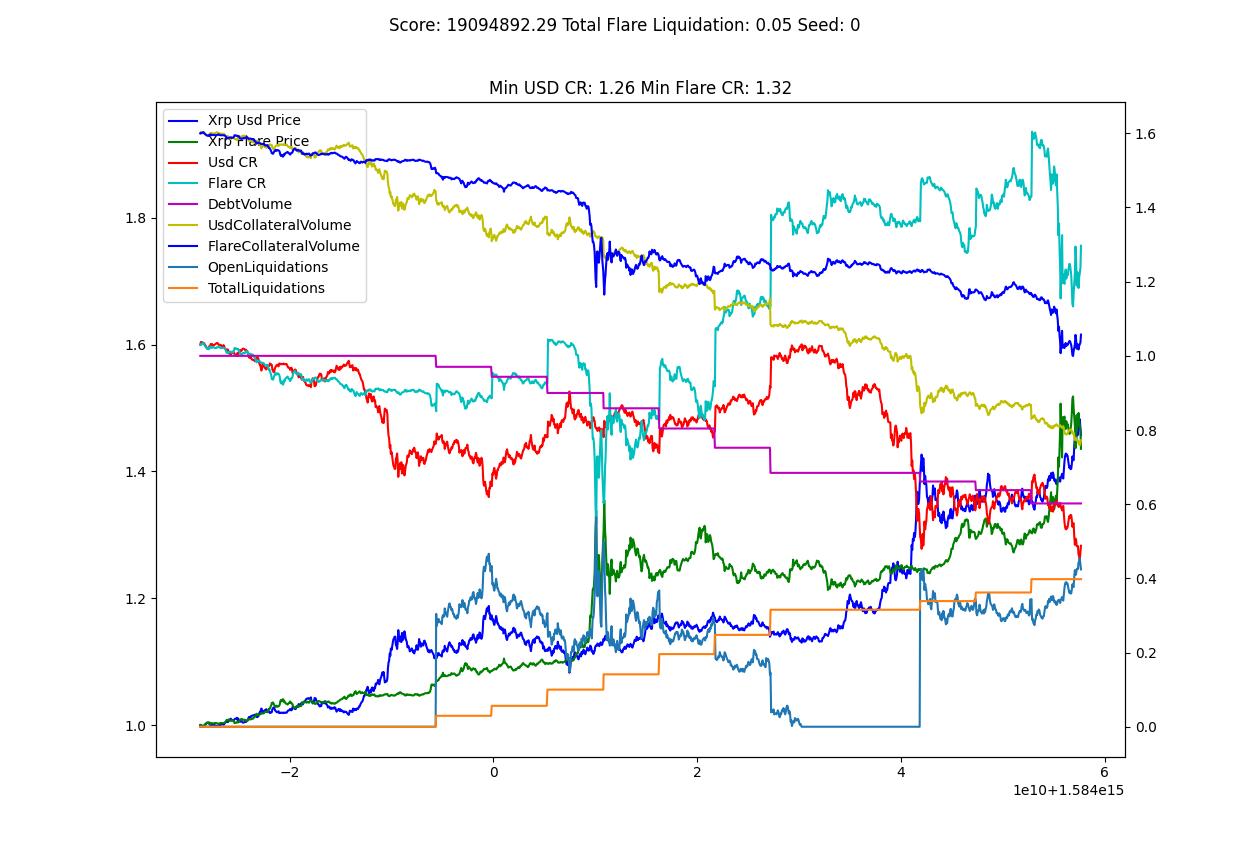 Score: 19094892.29 Total Flare Liquidation: 0.05 Seed: 0
Min USD CR: 1.26 Min Flare CR: 1.32
Xrp Usd Price
Xrp Flare Price
Usd CR
Flare CR
DebtVolume
UsdCollateralVolume
FlareCollateralVolume
OpenLiquidations
TotalLiquidations
1.8
1.6
1.4
1.2
1.0
1.6
1.4
1.2
1.0
0.8
0.6
0.4
0.2
0.0
−2
0
2
4
6
1e10+1.584e15